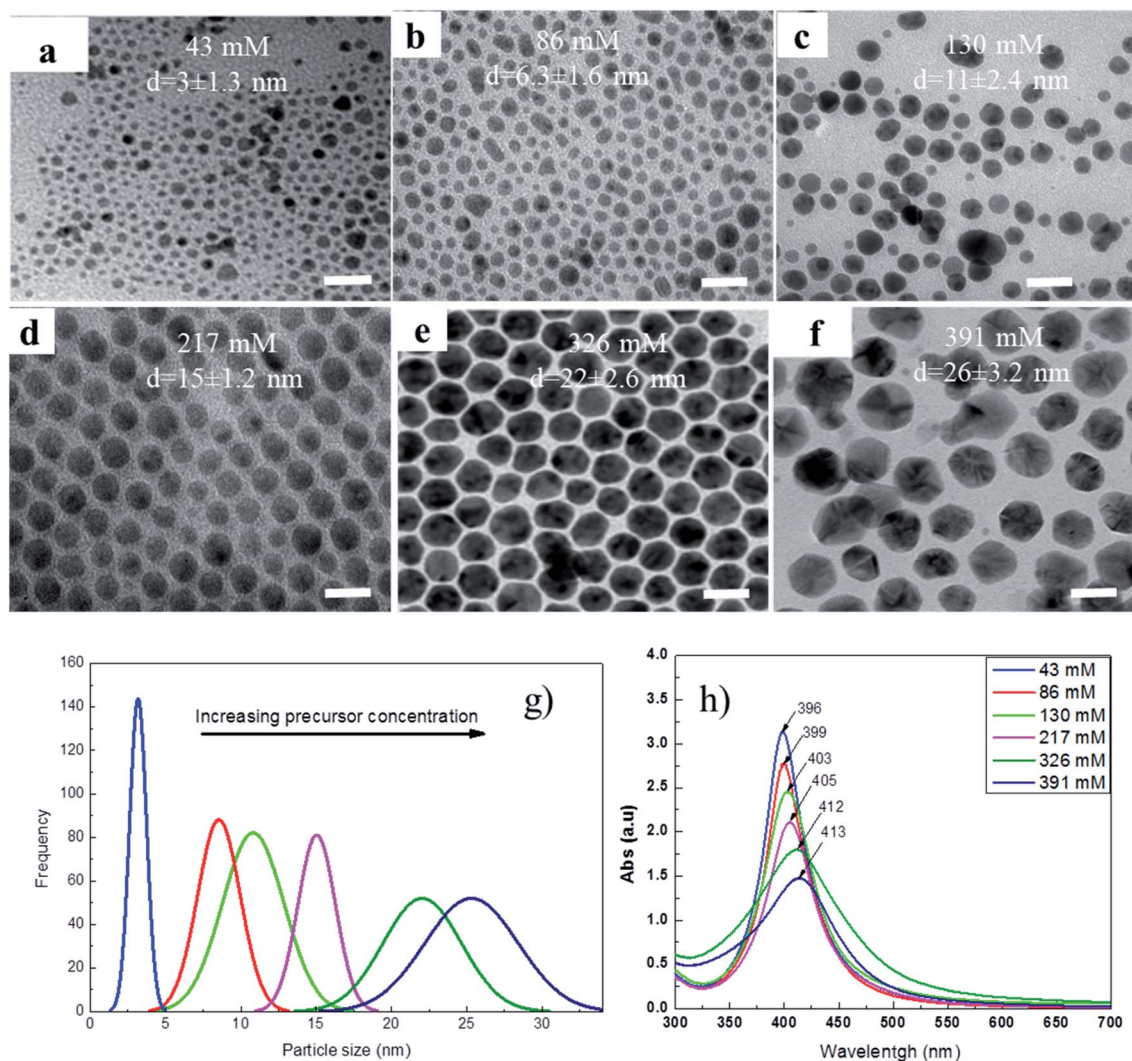 a
43 mM
d=3±1.3 nm
b
86 mM
d=6.3±1.6 nm
c
130 mM
d=11±2.4 nm
d
217 mM
d=15±1.2 nm
e
326 mM
d=22±2.6 nm
f
391 mM
d=26±3.2 nm
160
140
120
100
80
60
40
20
0
Frequency
Increasing precursor concentration
g)
0 5 10 15 20 25 30
Particle size (nm)
4.0
3.5
3.0
2.5
2.0
1.5
1.0
0.5
0.0
Abs (a.u)
h)
396
399
403
405
412
413
43 mM
86 mM
130 mM
217 mM
326 mM
391 mM
300 350 400 450 500 550 600 650 700
Wavelentgh (nm)